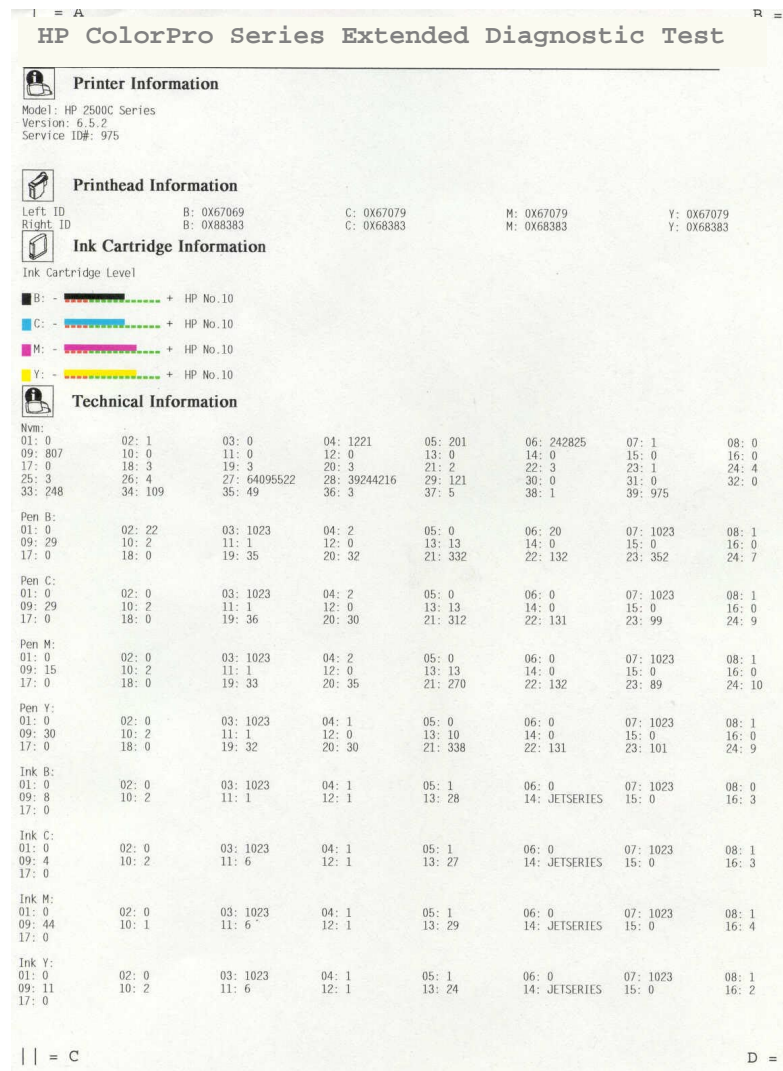 | = A B =
HP ColorPro Series Extended Diagnostic Test
Printer Information
Model: HP 2500C Series
Version: 6.5.2
Service ID#: 975
Printhead Information
Left ID B: 0X67069 C: 0X67079 M: 0X67079 Y: 0X67079
Right ID B: 0X88383 C: 0X68383 M: 0X68383 Y: 0X68383
Ink Cartridge Information
Ink Cartridge Level
B: - + HP No.10
C: - + HP No.10
M: - + HP No.10
Y: - + HP No.10
Technical Information
Nvm:
01: 0 02: 1 03: 0 04: 1221 05: 201 06: 242825 07: 1 08: 0
09: 807 10: 0 11: 0 12: 0 13: 0 14: 0 15: 0 16: 0
17: 0 18: 3 19: 3 20: 3 21: 2 22: 3 23: 1 24: 4
25: 3 26: 4 27: 64095522 28: 39244216 29: 121 30: 0 31: 0 32: 0
33: 248 34: 109 35: 49 36: 3 37: 5 38: 1 39: 975
Pen B:
01: 0 02: 22 03: 1023 04: 2 05: 0 06: 20 07: 1023 08: 1
09: 29 10: 2 11: 1 12: 0 13: 13 14: 0 15: 0 16: 0
17: 0 18: 0 19: 35 20: 32 21: 332 22: 132 23: 352 24: 7
Pen C:
01: 0 02: 0 03: 1023 04: 2 05: 0 06: 0 07: 1023 08: 1
09: 29 10: 2 11: 1 12: 0 13: 13 14: 0 15: 0 16: 0
17: 0 18: 0 19: 36 20: 30 21: 312 22: 131 23: 99 24: 9
Pen M:
01: 0 02: 0 03: 1023 04: 2 05: 0 06: 0 07: 1023 08: 1
09: 15 10: 2 11: 1 12: 0 13: 13 14: 0 15: 0 16: 0
17: 0 18: 0 19: 33 20: 35 21: 270 22: 132 23: 89 24: 10
Pen Y:
01: 0 02: 0 03: 1023 04: 1 05: 0 06: 0 07: 1023 08: 1
09: 30 10: 2 11: 1 12: 0 13: 10 14: 0 15: 0 16: 0
17: 0 18: 0 19: 32 20: 30 21: 338 22: 131 23: 101 24: 9
Ink B:
01: 0 02: 0 03: 1023 04: 1 05: 1 06: 0 07: 1023 08: 0
09: 8 10: 2 11: 1 12: 1 13: 28 14: JETSERIES 15: 0 16: 3
17: 0
Ink C:
01: 0 02: 0 03: 1023 04: 1 05: 1 06: 0 07: 1023 08: 1
09: 4 10: 2 11: 6 12: 1 13: 27 14: JETSERIES 15: 0 16: 3
17: 0
Ink M:
01: 0 02: 0 03: 1023 04: 1 05: 1 06: 0 07: 1023 08: 1
09: 44 10: 1 11: 6 12: 1 13: 29 14: JETSERIES 15: 0 16: 4
17: 0
Ink Y:
01: 0 02: 0 03: 1023 04: 1 05: 1 06: 0 07: 1023 08: 1
09: 11 10: 2 11: 6 12: 1 13: 24 14: JETSERIES 15: 0 16: 2
17: 0
|| = C D =